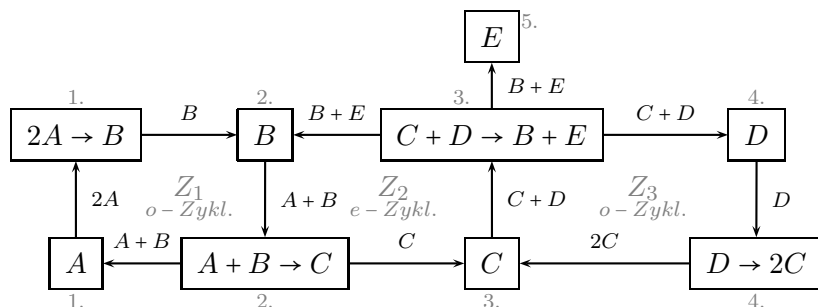 E 5.
B + E
1. 2. 3. 4.
2A → B B B B + E C + D → B + E C + D D
2A Z1 A + B Z2 C + D Z3 D
o – Zykl. e – Zykl. o – Zykl.
A A + B A + B → C C C 2C D → 2C
1. 2. 3. 4.